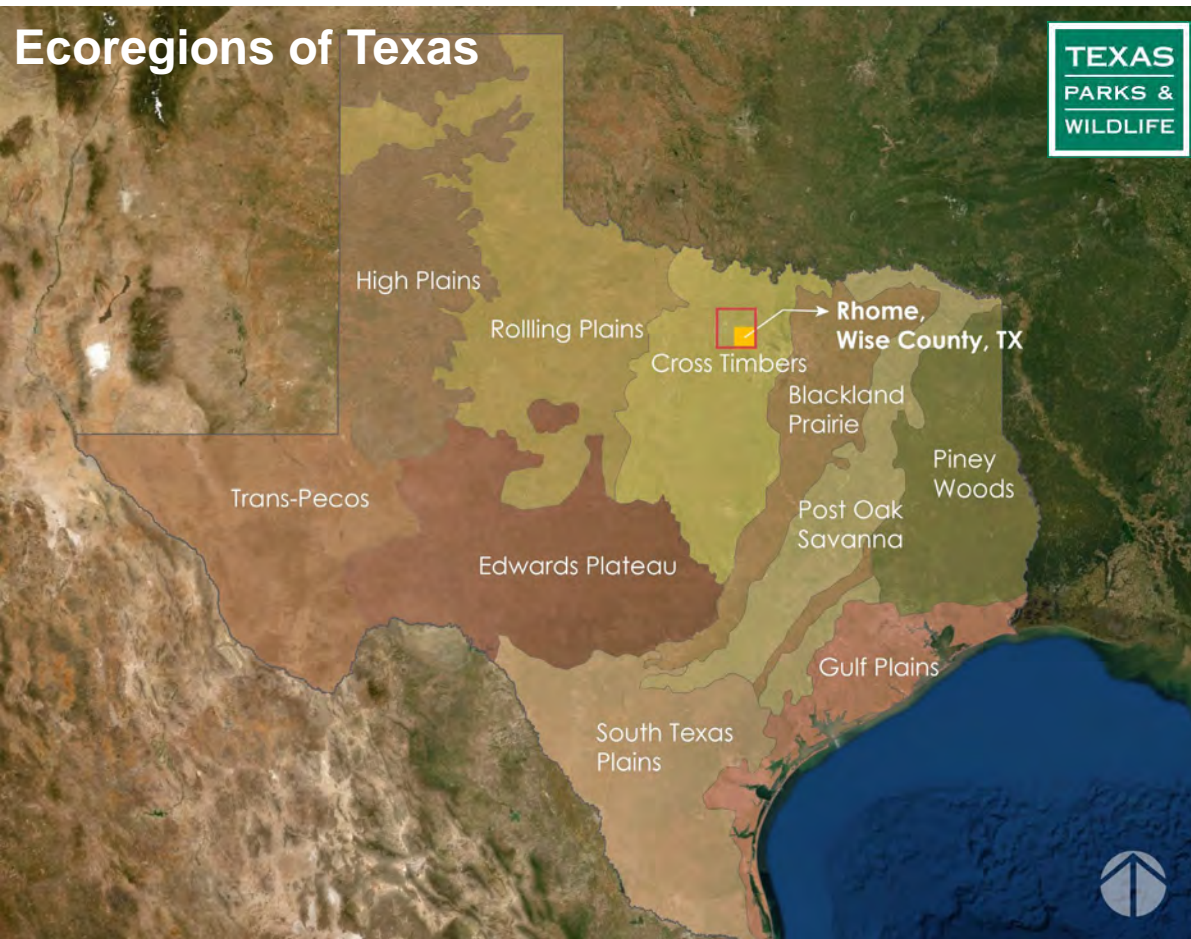 Ecoregions of Texas
TEXAS
PARKS &
WILDLIFE
High Plains
Rollling Plains
Rhome,
Wise County, TX
Cross Timbers
Blackland
Prairie
Piney
Woods
Trans-Pecos
Post Oak
Savanna
Edwards Plateau
Gulf Plains
South Texas
Plains